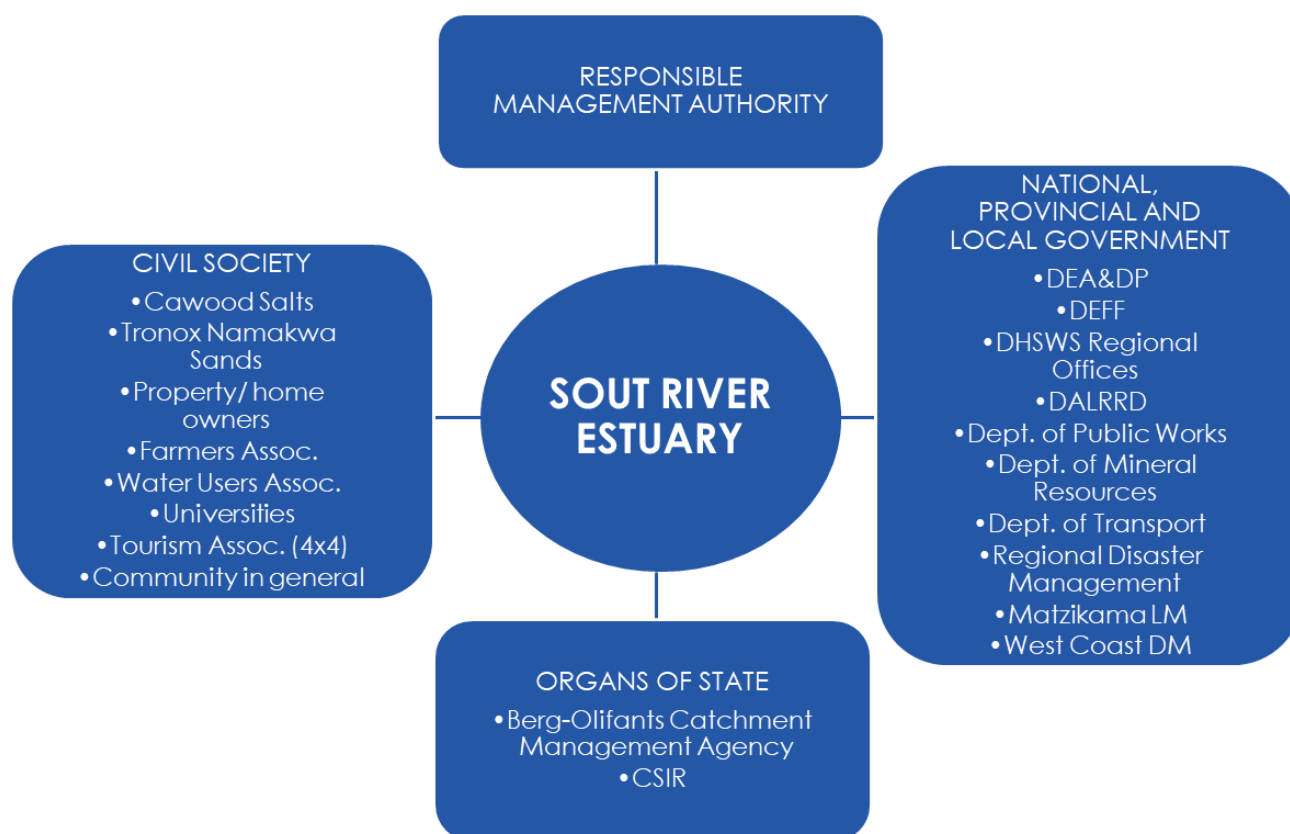 RESPONSIBLE
MANAGEMENT AUTHORITY
NATIONAL,
PROVINCIAL AND
LOCAL GOVERNMENT
•DEA&DP
•DEFF
•DHSWS Regional
Offices
•DALRRD
•Dept. of Public Works
•Dept. of Mineral
Resources
•Dept. of Transport
•Regional Disaster
Management
•Matzikama LM
•West Coast DM
CIVIL SOCIETY
•Cawood Salts
•Tronox Namakwa
Sands
•Property/ home
owners
•Farmers Assoc.
•Water Users Assoc.
•Universities
•Tourism Assoc. (4x4)
•Community in general
SOUT RIVER
ESTUARY
ORGANS OF STATE
•Berg-Olifants Catchment
Management Agency
•CSIR